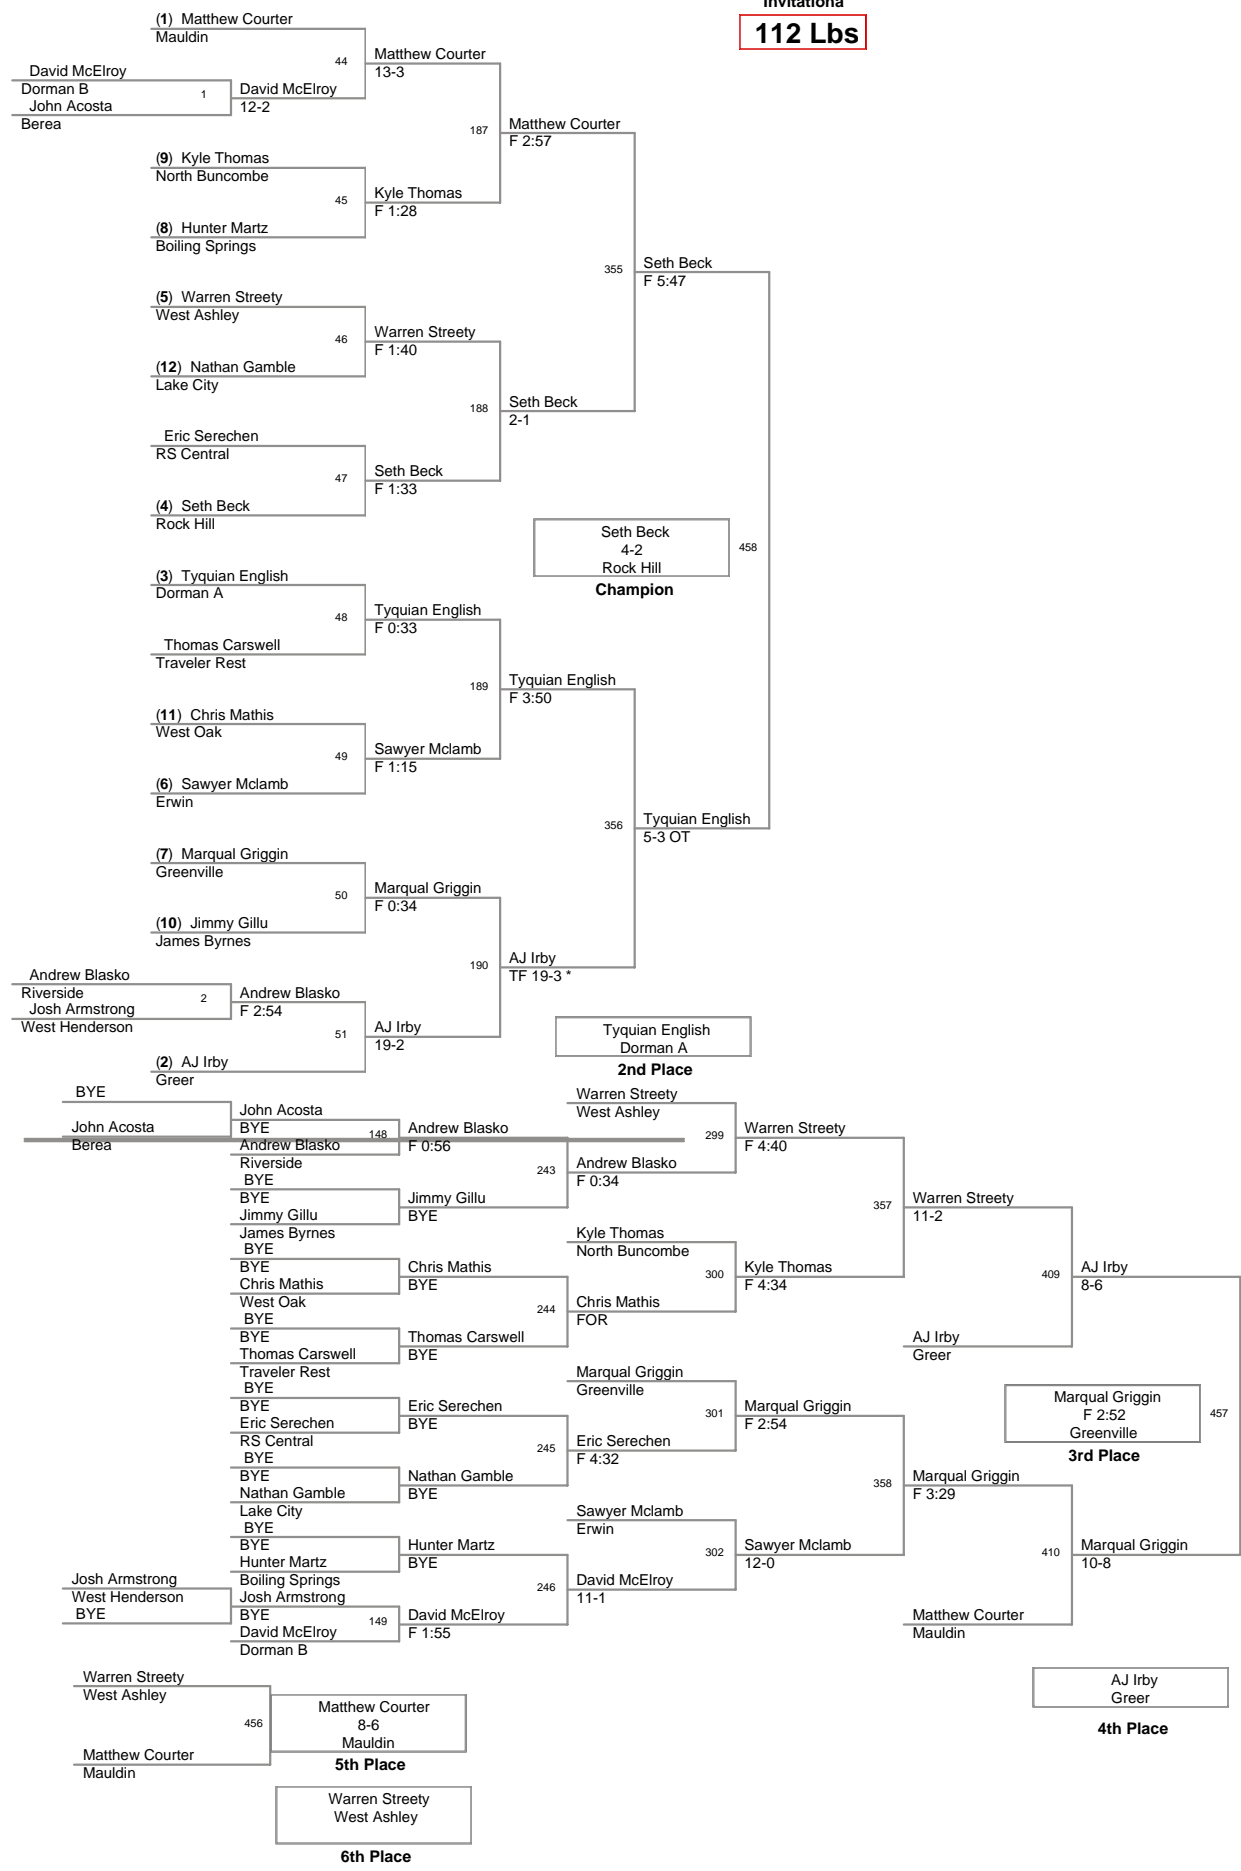 Invitationa
112 Lbs
(1) Matthew Courter
Mauldin
44
Matthew Courter
13-3
David McElroy
Dorman B
1
John Acosta
Berea
David McElroy
12-2
187
Matthew Courter
F 2:57
(9) Kyle Thomas
North Buncombe
45
Kyle Thomas
F 1:28
(8) Hunter Martz
Boiling Springs
355
Seth Beck
F 5:47
(5) Warren Streety
West Ashley
46
Warren Streety
F 1:40
(12) Nathan Gamble
Lake City
188
Seth Beck
2-1
Eric Serechen
RS Central
47
Seth Beck
F 1:33
(4) Seth Beck
Rock Hill
Seth Beck
4-2
Rock Hill
458
Champion
(3) Tyquian English
Dorman A
48
Tyquian English
F 0:33
Thomas Carswell
Traveler Rest
189
Tyquian English
F 3:50
(11) Chris Mathis
West Oak
49
Sawyer Mclamb
F 1:15
(6) Sawyer Mclamb
Erwin
356
Tyquian English
5-3 OT
(7) Marqual Griggin
Greenville
50
Marqual Griggin
F 0:34
(10) Jimmy Gillu
James Byrnes
190
AJ Irby
TF 19-3 *
Andrew Blasko
Riverside
2
Josh Armstrong
West Henderson
Andrew Blasko
F 2:54
51
AJ Irby
19-2
(2) AJ Irby
Greer
Tyquian English
Dorman A
2nd Place
BYE
John Acosta
Berea
John Acosta
BYE
148
Andrew Blasko
Riverside
Andrew Blasko
F 0:56
BYE
BYE
Jimmy Gillu
James Byrnes
Jimmy Gillu
BYE
243
Andrew Blasko
F 0:34
Warren Streety
West Ashley
299
Warren Streety
F 4:40
BYE
BYE
Chris Mathis
West Oak
Chris Mathis
BYE
BYE
BYE
Thomas Carswell
Traveler Rest
Thomas Carswell
BYE
244
Chris Mathis
FOR
Kyle Thomas
North Buncombe
300
Kyle Thomas
F 4:34
357
Warren Streety
11-2
409
AJ Irby
8-6
AJ Irby
Greer
BYE
BYE
Eric Serechen
RS Central
Eric Serechen
BYE
BYE
BYE
Nathan Gamble
Lake City
Nathan Gamble
BYE
245
Eric Serechen
F 4:32
Marqual Griggin
Greenville
301
Marqual Griggin
F 2:54
Marqual Griggin
F 2:52
Greenville
457
3rd Place
BYE
BYE
Hunter Martz
Boiling Springs
Hunter Martz
BYE
Josh Armstrong
West Henderson
BYE
Josh Armstrong
BYE
149
David McElroy
Dorman B
David McElroy
F 1:55
246
David McElroy
11-1
Sawyer Mclamb
Erwin
302
Sawyer Mclamb
12-0
358
Marqual Griggin
F 3:29
410
Marqual Griggin
10-8
Matthew Courter
Mauldin
Warren Streety
West Ashley
456
Matthew Courter
Mauldin
Matthew Courter
8-6
Mauldin
5th Place
AJ Irby
Greer
4th Place
Warren Streety
West Ashley
6th Place